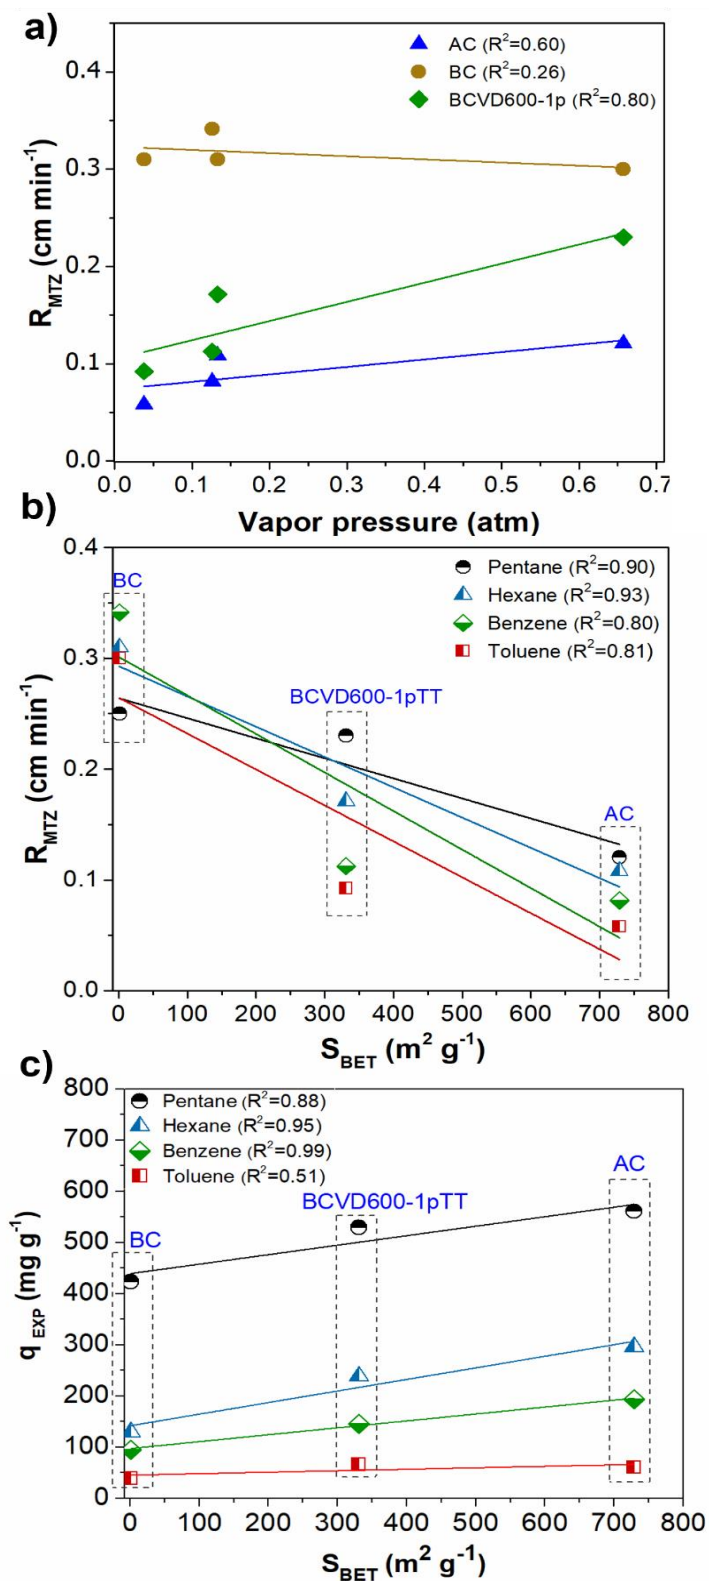 a)
AC (R²=0.60)
BC (R²=0.26)
BCVD600-1p (R²=0.80)
0.4
0.3
0.2
0.1
0.0
R_MTZ (cm min⁻¹)
0.0 0.1 0.2 0.3 0.4 0.5 0.6 0.7
Vapor pressure (atm)
b)
Pentane (R²=0.90)
Hexane (R²=0.93)
Benzene (R²=0.80)
Toluene (R²=0.81)
BC
BCVD600-1pTT
AC
0.4
0.3
0.2
0.1
0.0
R_MTZ (cm min⁻¹)
0 100 200 300 400 500 600 700 800
S_BET (m² g⁻¹)
c)
Pentane (R²=0.88)
Hexane (R²=0.95)
Benzene (R²=0.99)
Toluene (R²=0.51)
BC
BCVD600-1pTT
AC
800
700
600
500
400
300
200
100
0
q_EXP (mg g⁻¹)
0 100 200 300 400 500 600 700 800
S_BET (m² g⁻¹)